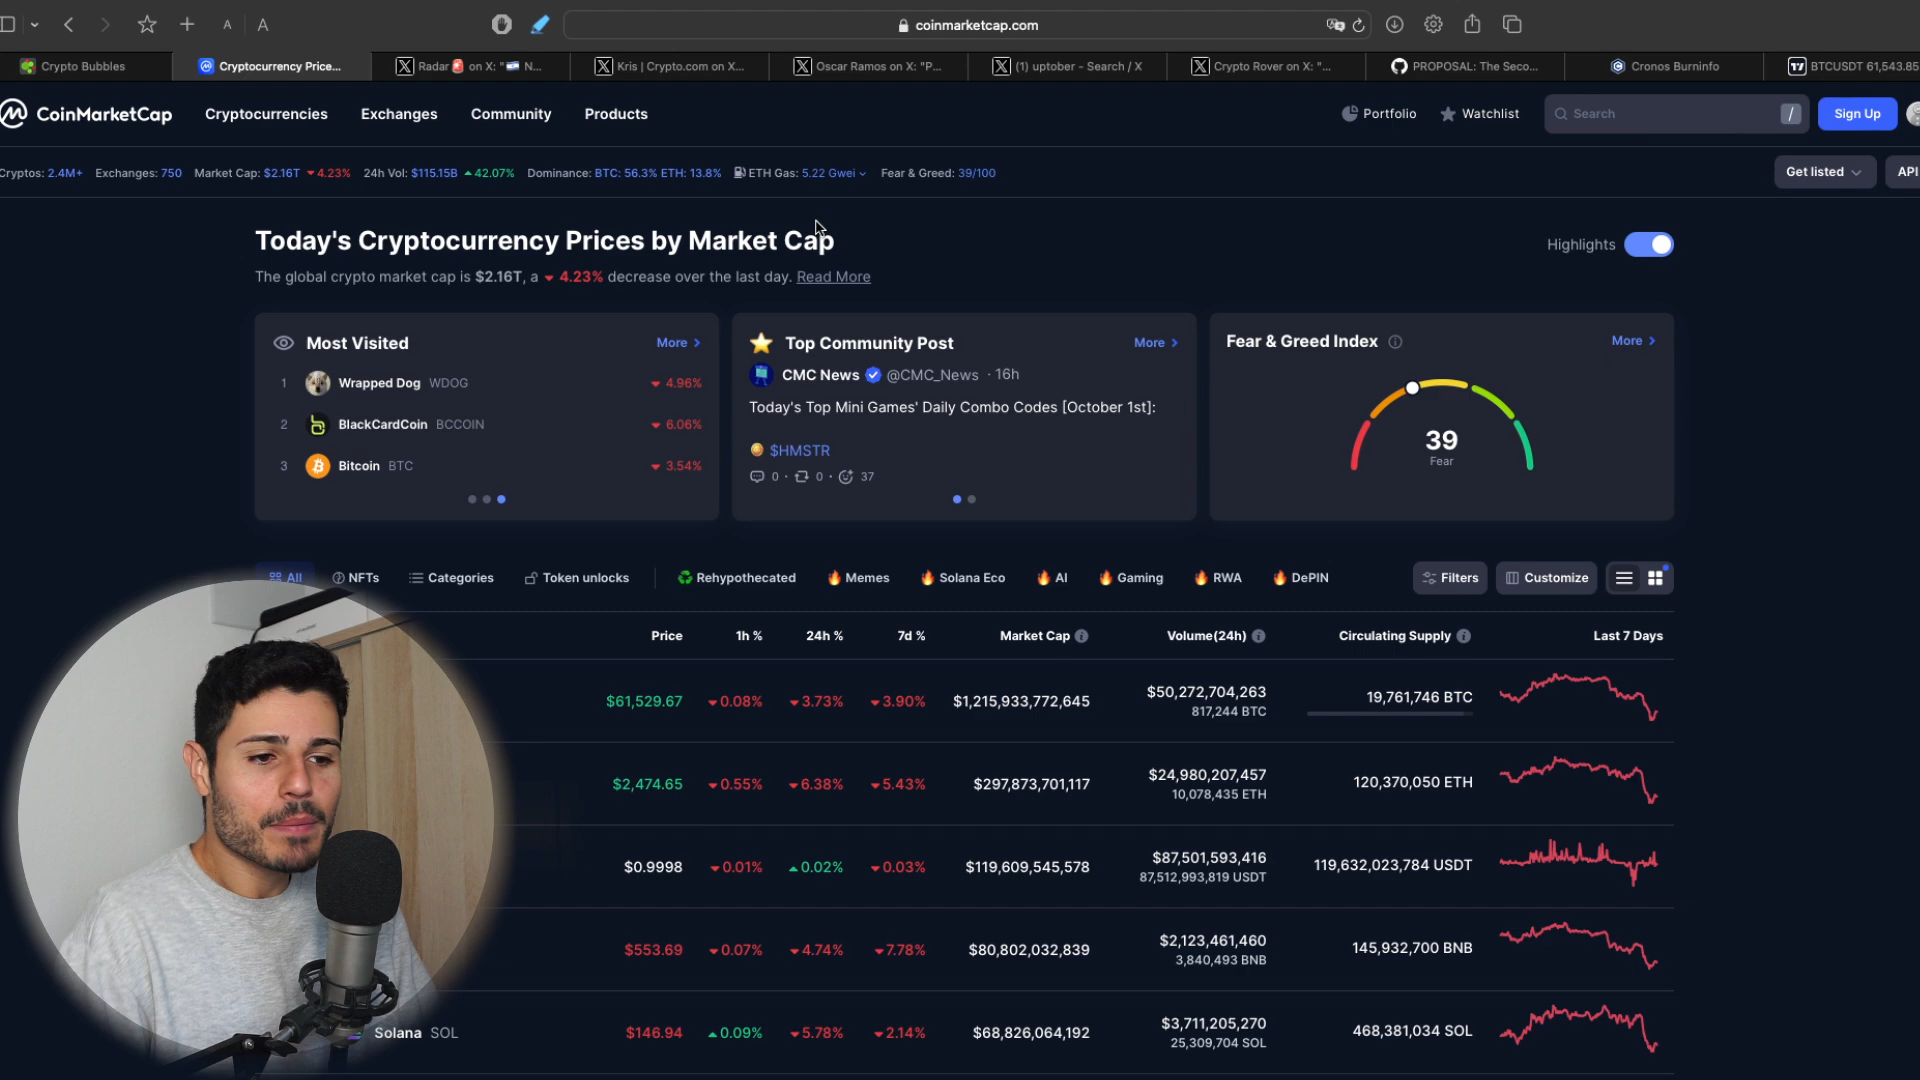 A A coinmarketcap.com
Crypto Bubbles Cryptocurrency Price... Radar on X: " N... Kris | Crypto.com on X... Oscar Ramos on X: "P... (1) uptober - Search / X Crypto Rover on X: "... PROPOSAL: The Seco... Cronos Burninfo BTCUSDT 61,543.85
CoinMarketCap Cryptocurrencies Exchanges Community Products Portfolio Watchlist Search / Sign Up
Cryptos: 2.4M+ Exchanges: 750 Market Cap: $2.16T 4.23% 24h Vol: $115.15B 42.07% Dominance: BTC: 56.3% ETH: 13.8% ETH Gas: 5.22 Gwei Fear & Greed: 39/100 Get listed API
Today's Cryptocurrency Prices by Market Cap Highlights
The global crypto market cap is $2.16T, a 4.23% decrease over the last day. Read More
Most Visited More >
1 Wrapped Dog WDOG 4.96%
2 BlackCardCoin BCCOIN 6.06%
3 Bitcoin BTC 3.54%
Top Community Post More >
CMC News @CMC_News · 16h
Today's Top Mini Games' Daily Combo Codes [October 1st]:
$HMSTR
0 · 0 · 37
Fear & Greed Index More >
39
Fear
All NFTs Categories Token unlocks Rehypothecated Memes Solana Eco AI Gaming RWA DePIN Filters Customize
Price 1h % 24h % 7d % Market Cap Volume(24h) Circulating Supply Last 7 Days
$61,529.67 0.08% 3.73% 3.90% $1,215,933,772,645 $50,272,704,263 19,761,746 BTC
817,244 BTC
$2,474.65 0.55% 6.38% 5.43% $297,873,701,117 $24,980,207,457 120,370,050 ETH
10,078,435 ETH
$0.9998 0.01% 0.02% 0.03% $119,609,545,578 $87,501,593,416 119,632,023,784 USDT
87,512,993,819 USDT
$553.69 0.07% 4.74% 7.78% $80,802,032,839 $2,123,461,460 145,932,700 BNB
3,840,493 BNB
Solana SOL $146.94 0.09% 5.78% 2.14% $68,826,064,192 $3,711,205,270 468,381,034 SOL
25,309,704 SOL